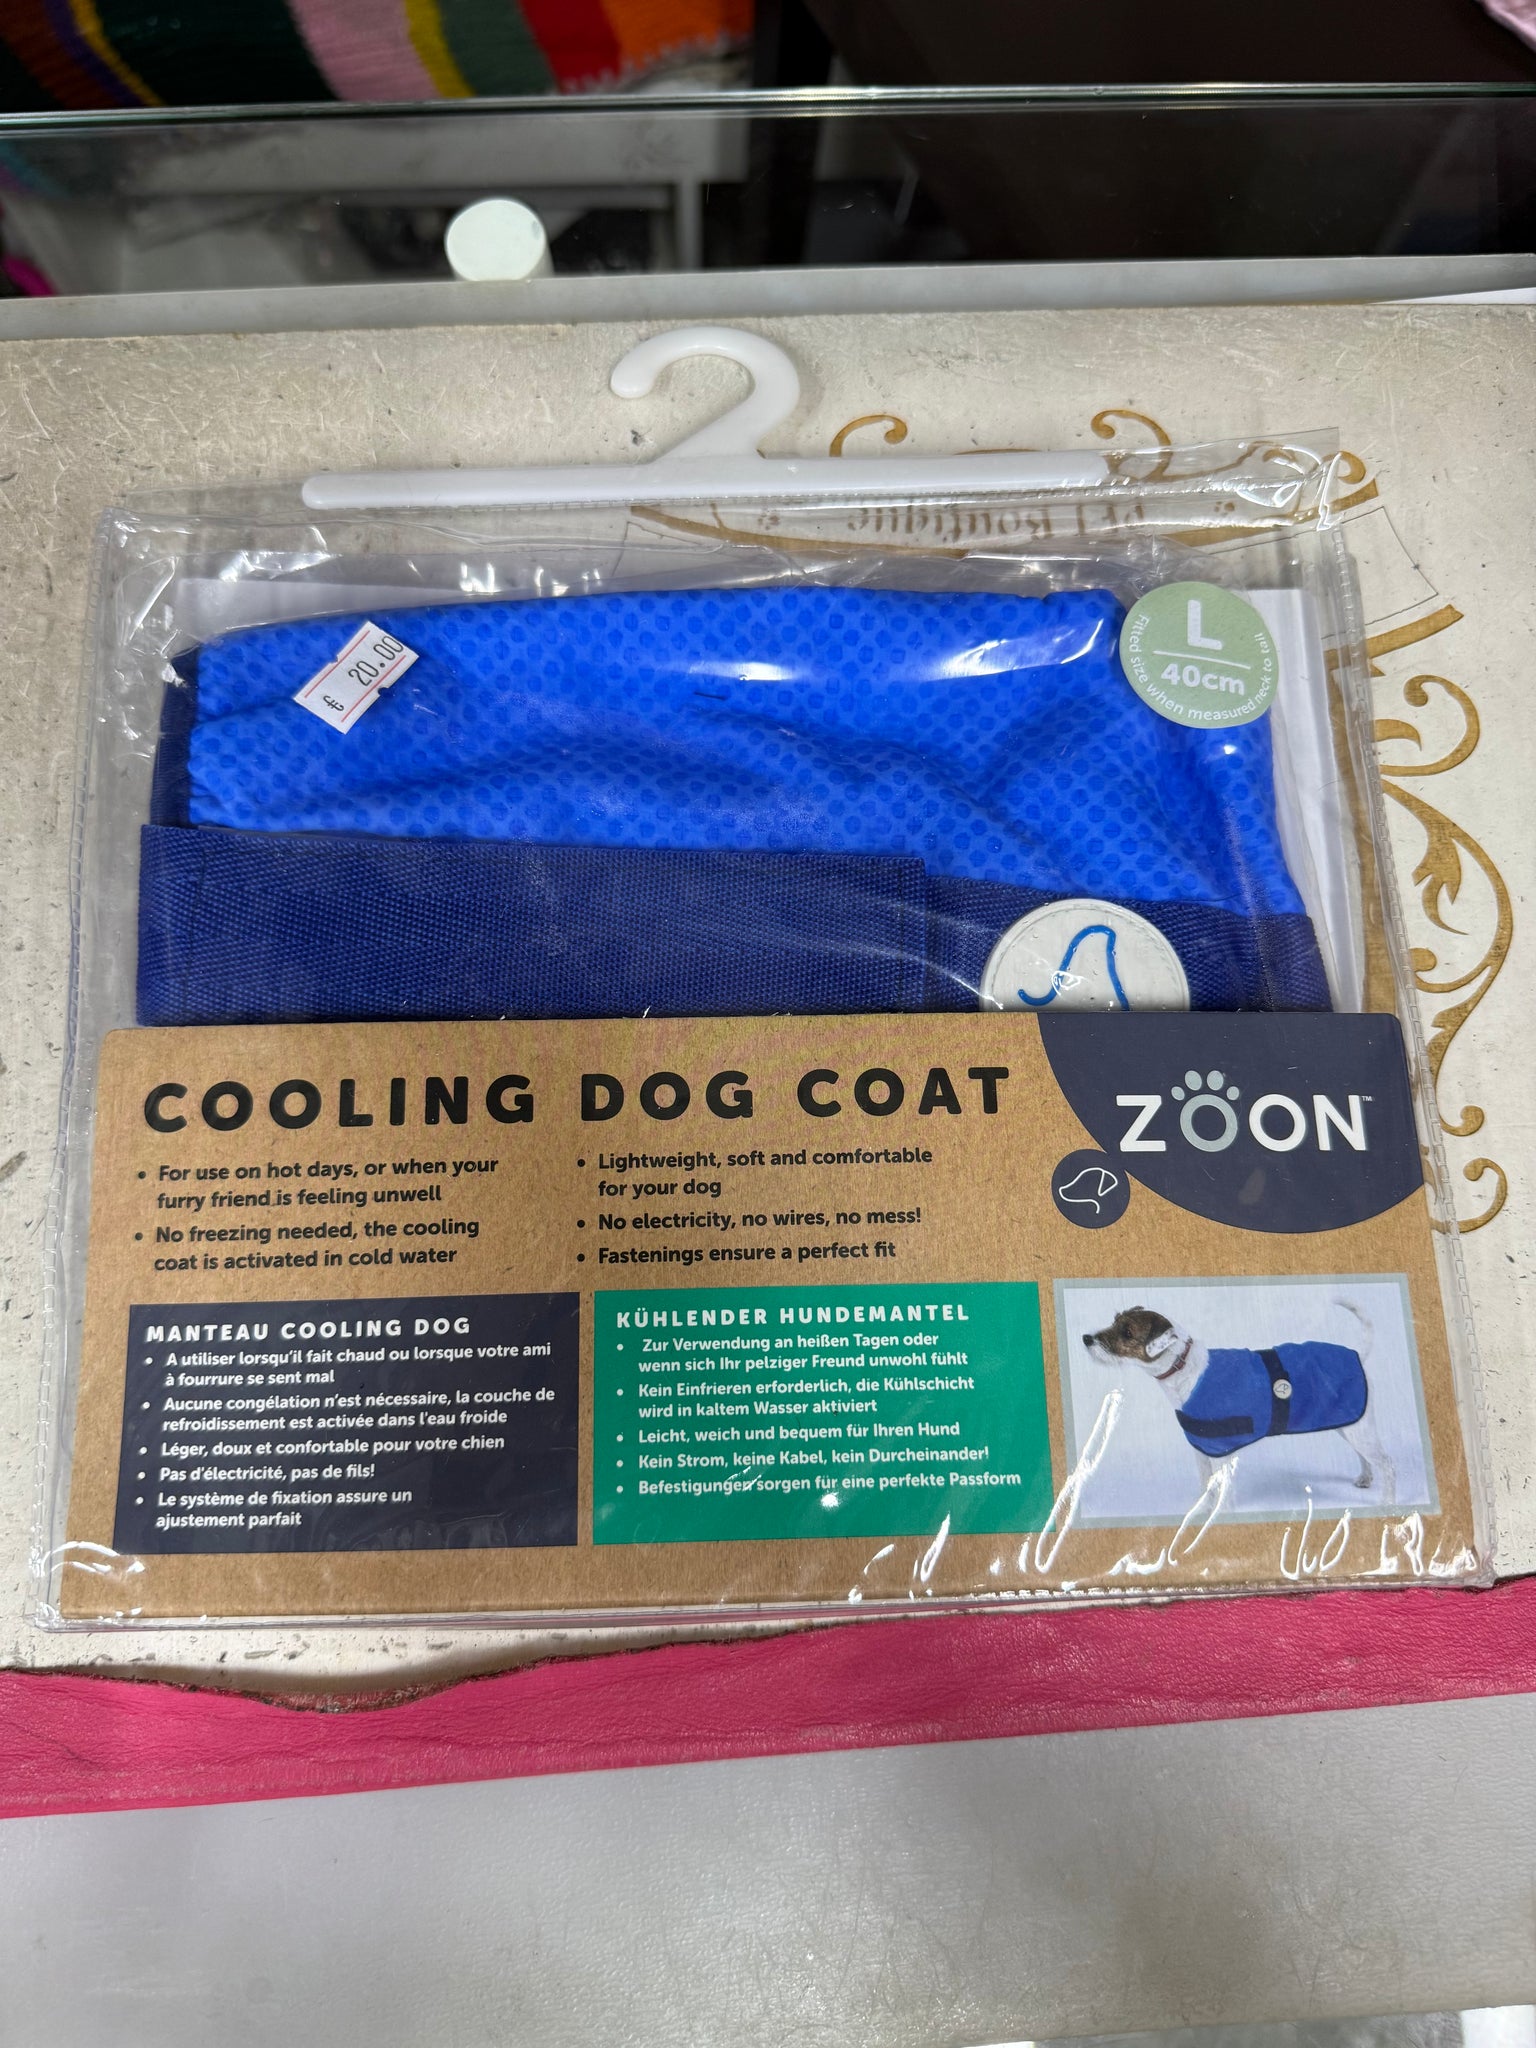 PET Boutique
€ 20.00
L
40cm
Fitted size when measured neck to tail
COOLING DOG COAT
ZOON™
• For use on hot days, or when your
furry friend is feeling unwell
• No freezing needed, the cooling
coat is activated in cold water
• Lightweight, soft and comfortable
for your dog
• No electricity, no wires, no mess!
• Fastenings ensure a perfect fit
MANTEAU COOLING DOG
• A utiliser lorsqu'il fait chaud ou lorsque votre ami
à fourrure se sent mal
• Aucune congélation n'est nécessaire, la couche de
refroidissement est activée dans l'eau froide
• Léger, doux et confortable pour votre chien
• Pas d'électricité, pas de fils!
• Le système de fixation assure un
ajustement parfait
KÜHLENDER HUNDEMANTEL
• Zur Verwendung an heißen Tagen oder
wenn sich Ihr pelziger Freund unwohl fühlt
• Kein Einfrieren erforderlich, die Kühlschicht
wird in kaltem Wasser aktiviert
• Leicht, weich und bequem für Ihren Hund
• Kein Strom, keine Kabel, kein Durcheinander!
• Befestigungen sorgen für eine perfekte Passform